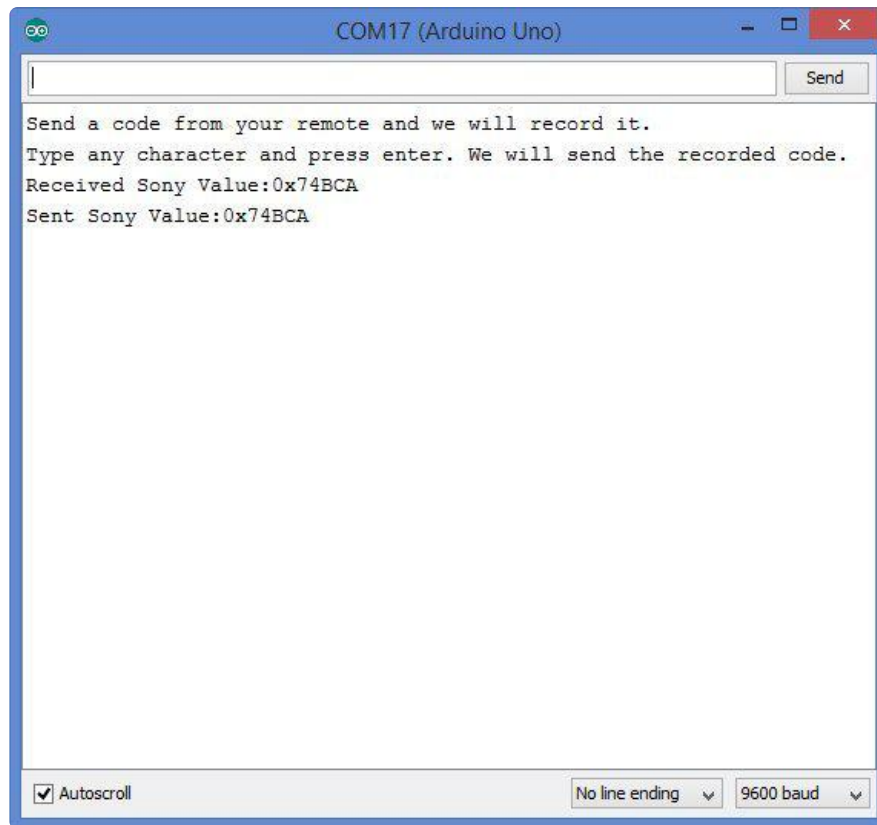 COM17 (Arduino Uno)
Send
Send a code from your remote and we will record it.
Type any character and press enter. We will send the recorded code.
Received Sony Value:0x74BCA
Sent Sony Value:0x74BCA
Autoscroll
No line ending
9600 baud